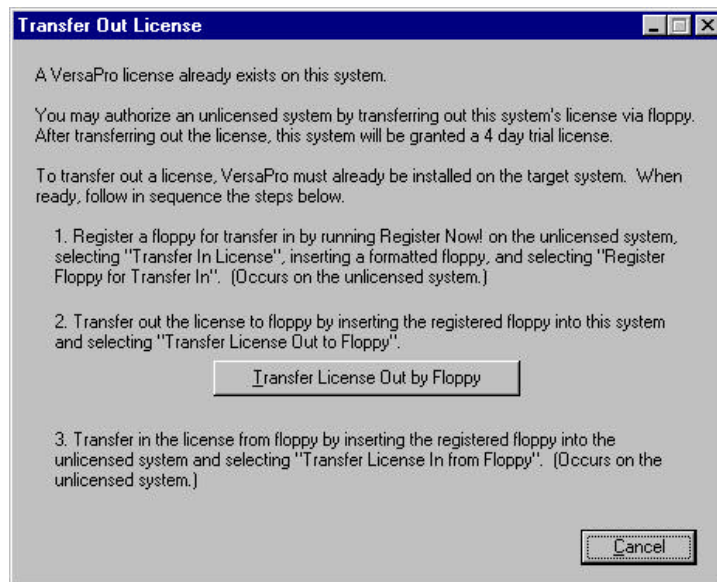 Transfer Out License
A VersaPro license already exists on this system.
You may authorize an unlicensed system by transferring out this system's license via floppy.
After transferring out the license, this system will be granted a 4 day trial license.
To transfer out a license, VersaPro must already be installed on the target system. When
ready, follow in sequence the steps below.
1. Register a floppy for transfer in by running Register Now! on the unlicensed system,
selecting "Transfer In License", inserting a formatted floppy, and selecting "Register
Floppy for Transfer In". (Occurs on the unlicensed system.)
2. Transfer out the license to floppy by inserting the registered floppy into this system
and selecting "Transfer License Out to Floppy".
Transfer License Out by Floppy
3. Transfer in the license from floppy by inserting the registered floppy into the
unlicensed system and selecting "Transfer License In from Floppy". (Occurs on the
unlicensed system.)
Cancel